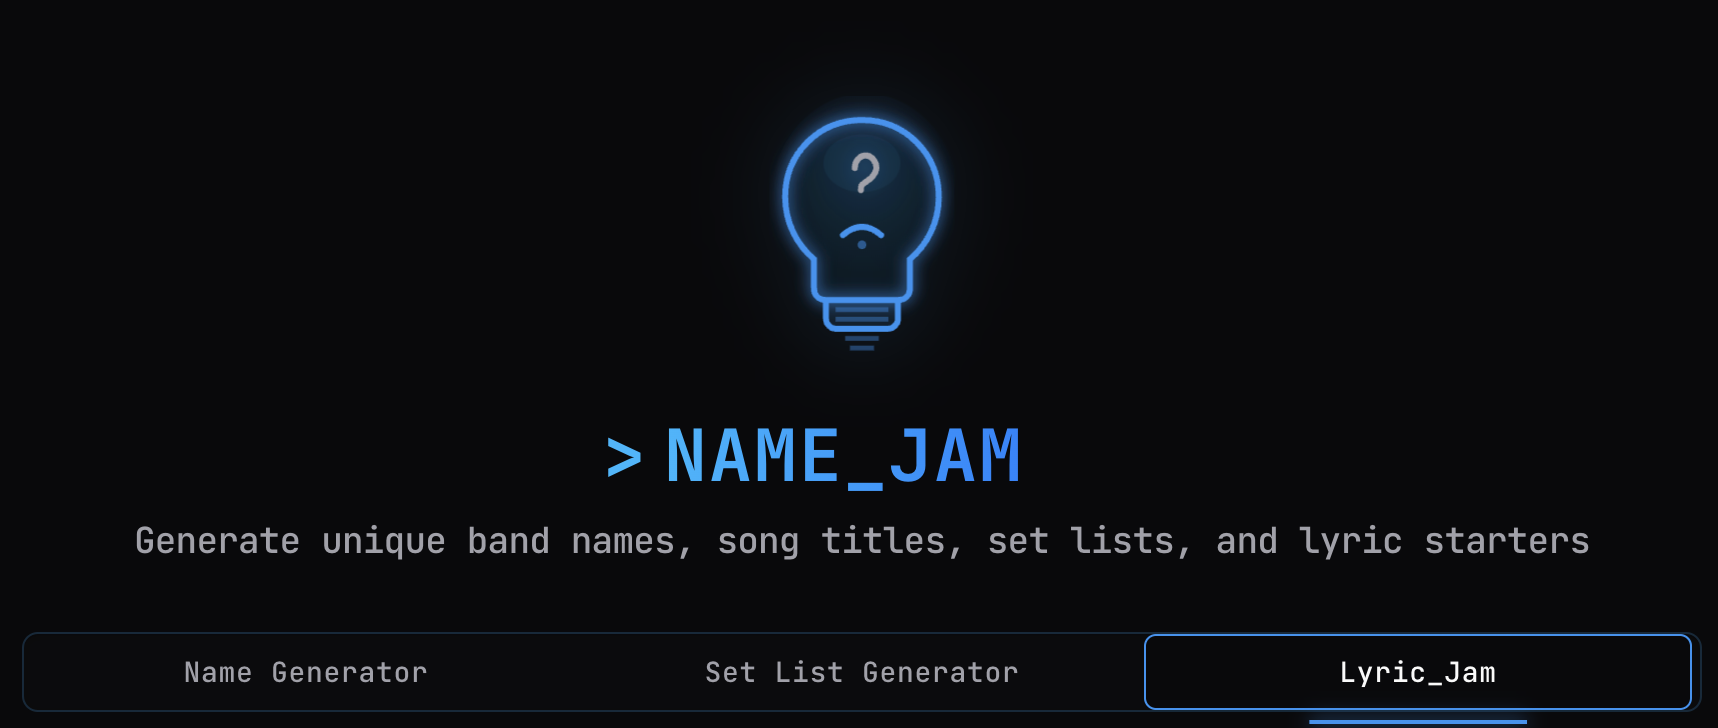 ?
> NAME_JAM
Generate unique band names, song titles, set lists, and lyric starters
Name Generator Set List Generator Lyric_Jam